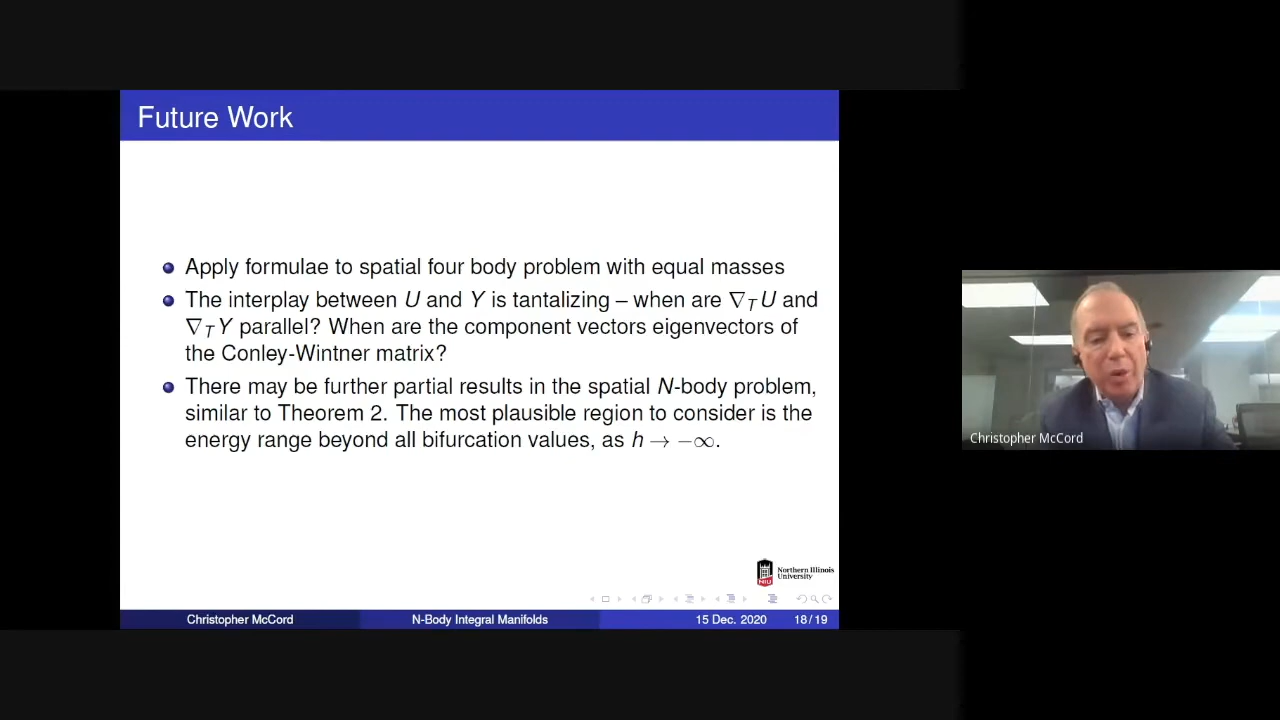 Future Work
Apply formulae to spatial four body problem with equal masses
The interplay between U and Y is tantalizing – when are ∇_T U and
∇_T Y parallel? When are the component vectors eigenvectors of
the Conley-Wintner matrix?
There may be further partial results in the spatial N-body problem,
similar to Theorem 2. The most plausible region to consider is the
energy range beyond all bifurcation values, as h → −∞.
Christopher McCord
NIU
Northern Illinois
University
Christopher McCord
N-Body Integral Manifolds
15 Dec. 2020
18 / 19